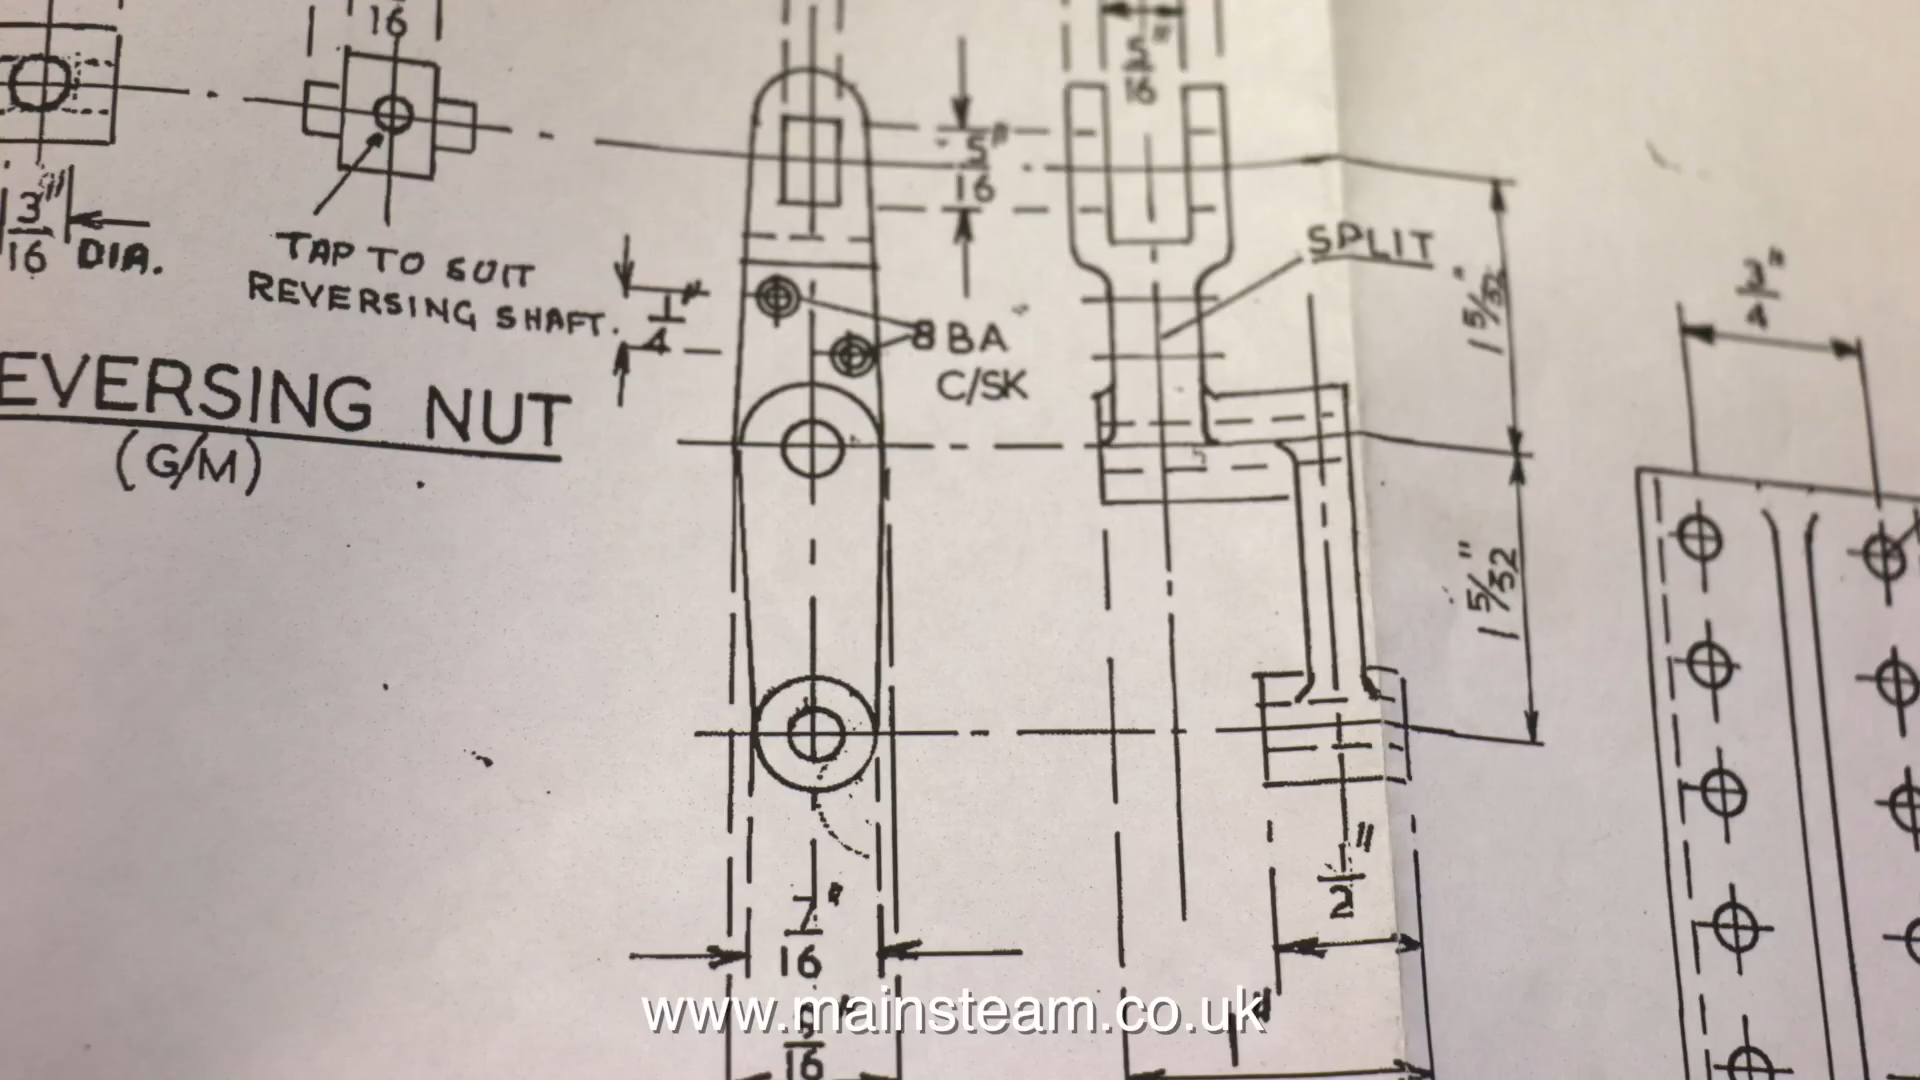 16
5"
16
3"
16 DIA.
TAP TO SUIT
REVERSING SHAFT.
EVERSING NUT
(G/M)
1"
4
5"
16
8 BA
C/SK
SPLIT
1 5/32"
1 5/32"
3"
4
7"
16
1"
2
16
1"
www.mainsteam.co.uk